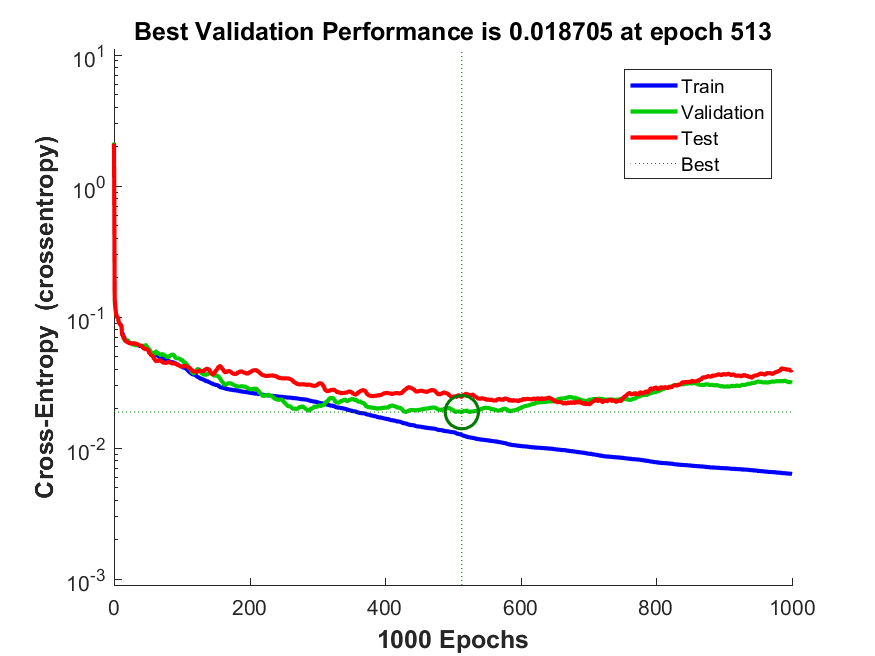 Best Validation Performance is 0.018705 at epoch 513
10^1
10^0
10^-1
10^-2
10^-3
Cross-Entropy (crossentropy)
Train
Validation
Test
Best
0 200 400 600 800 1000
1000 Epochs